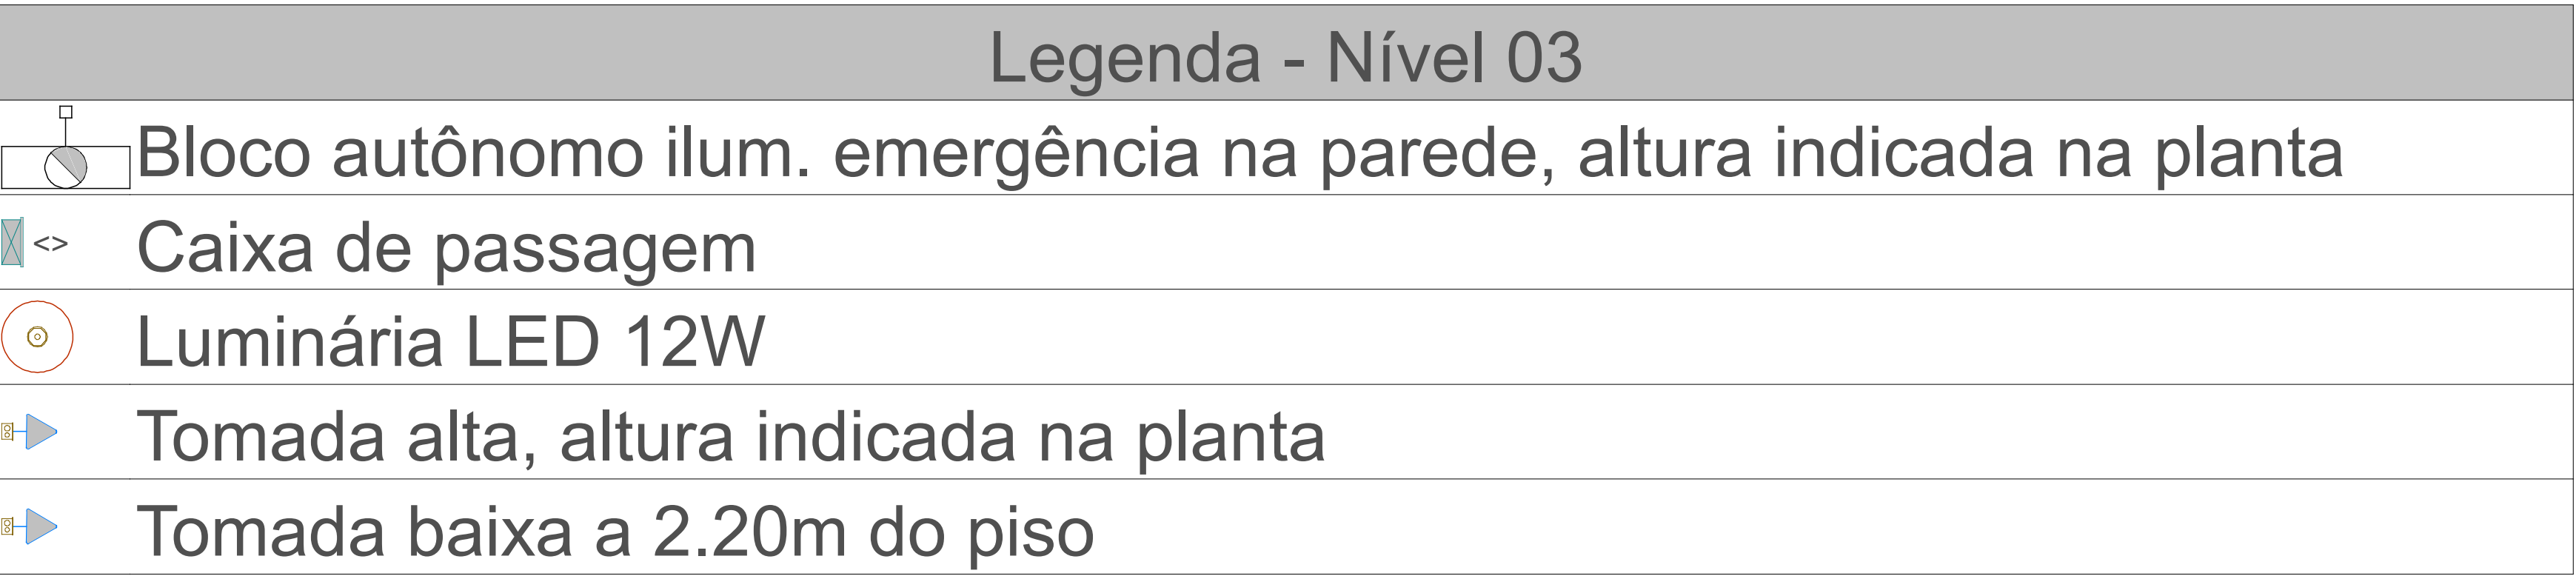 Legenda - Nível 03
Bloco autônomo ilum. emergência na parede, altura indicada na planta
<> Caixa de passagem
Luminária LED 12W
Tomada alta, altura indicada na planta
Tomada baixa a 2.20m do piso